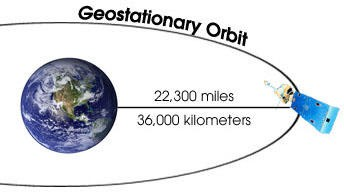 Geostationary Orbit
22,300 miles
36,000 kilometers